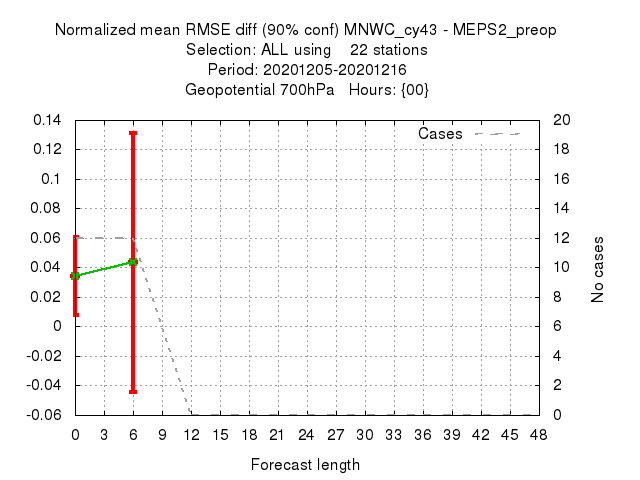 Normalized mean RMSE diff (90% conf) MNWC_cy43 - MEPS2_preop
Selection: ALL using 22 stations
Period: 20201205-20201216
Geopotential 700hPa Hours: {00}
Cases
0.14
0.12
0.1
0.08
0.06
0.04
0.02
0
-0.02
-0.04
-0.06
20
18
16
14
12
10
8
6
4
2
0
No cases
0 3 6 9 12 15 18 21 24 27 30 33 36 39 42 45 48
Forecast length